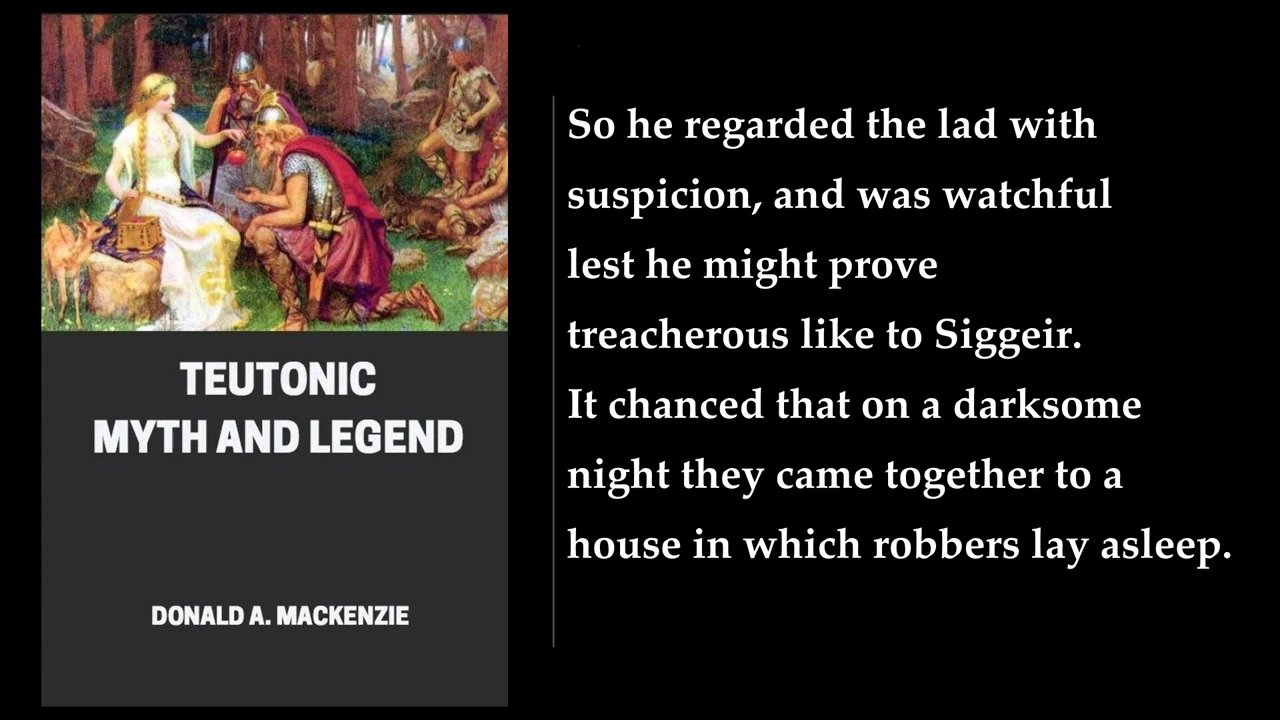 TEUTONIC
MYTH AND LEGEND
DONALD A. MACKENZIE
So he regarded the lad with
suspicion, and was watchful
lest he might prove
treacherous like to Siggeir.
It chanced that on a darksome
night they came together to a
house in which robbers lay asleep.